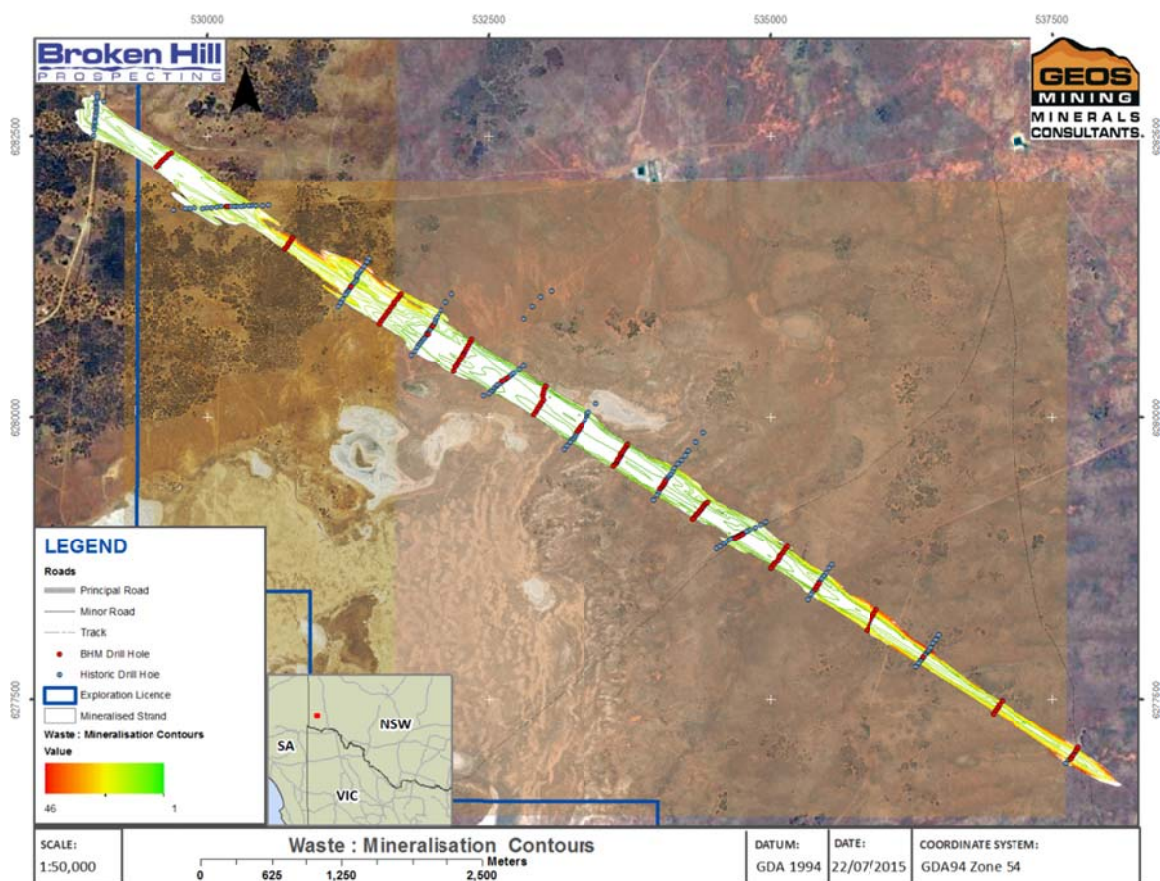 530000
532500
535000
537500
Broken Hill
PROSPECTING
N
GEOS
MINING
MINERALS
CONSULTANTS.
6282500
6282500
6280000
6280000
6277500
6277500
LEGEND
Roads
Principal Road
Minor Road
Track
BHM Drill Hole
Historic Drill Hole
Exploration Licence
Mineralised Strand
Waste : Mineralisation Contours
Value
46 1
SA
NSW
VIC
SCALE:
1:50,000
Waste : Mineralisation Contours
Meters
0 625 1,250 2,500
DATUM:
GDA 1994
DATE:
22/07/2015
COORDINATE SYSTEM:
GDA94 Zone 54